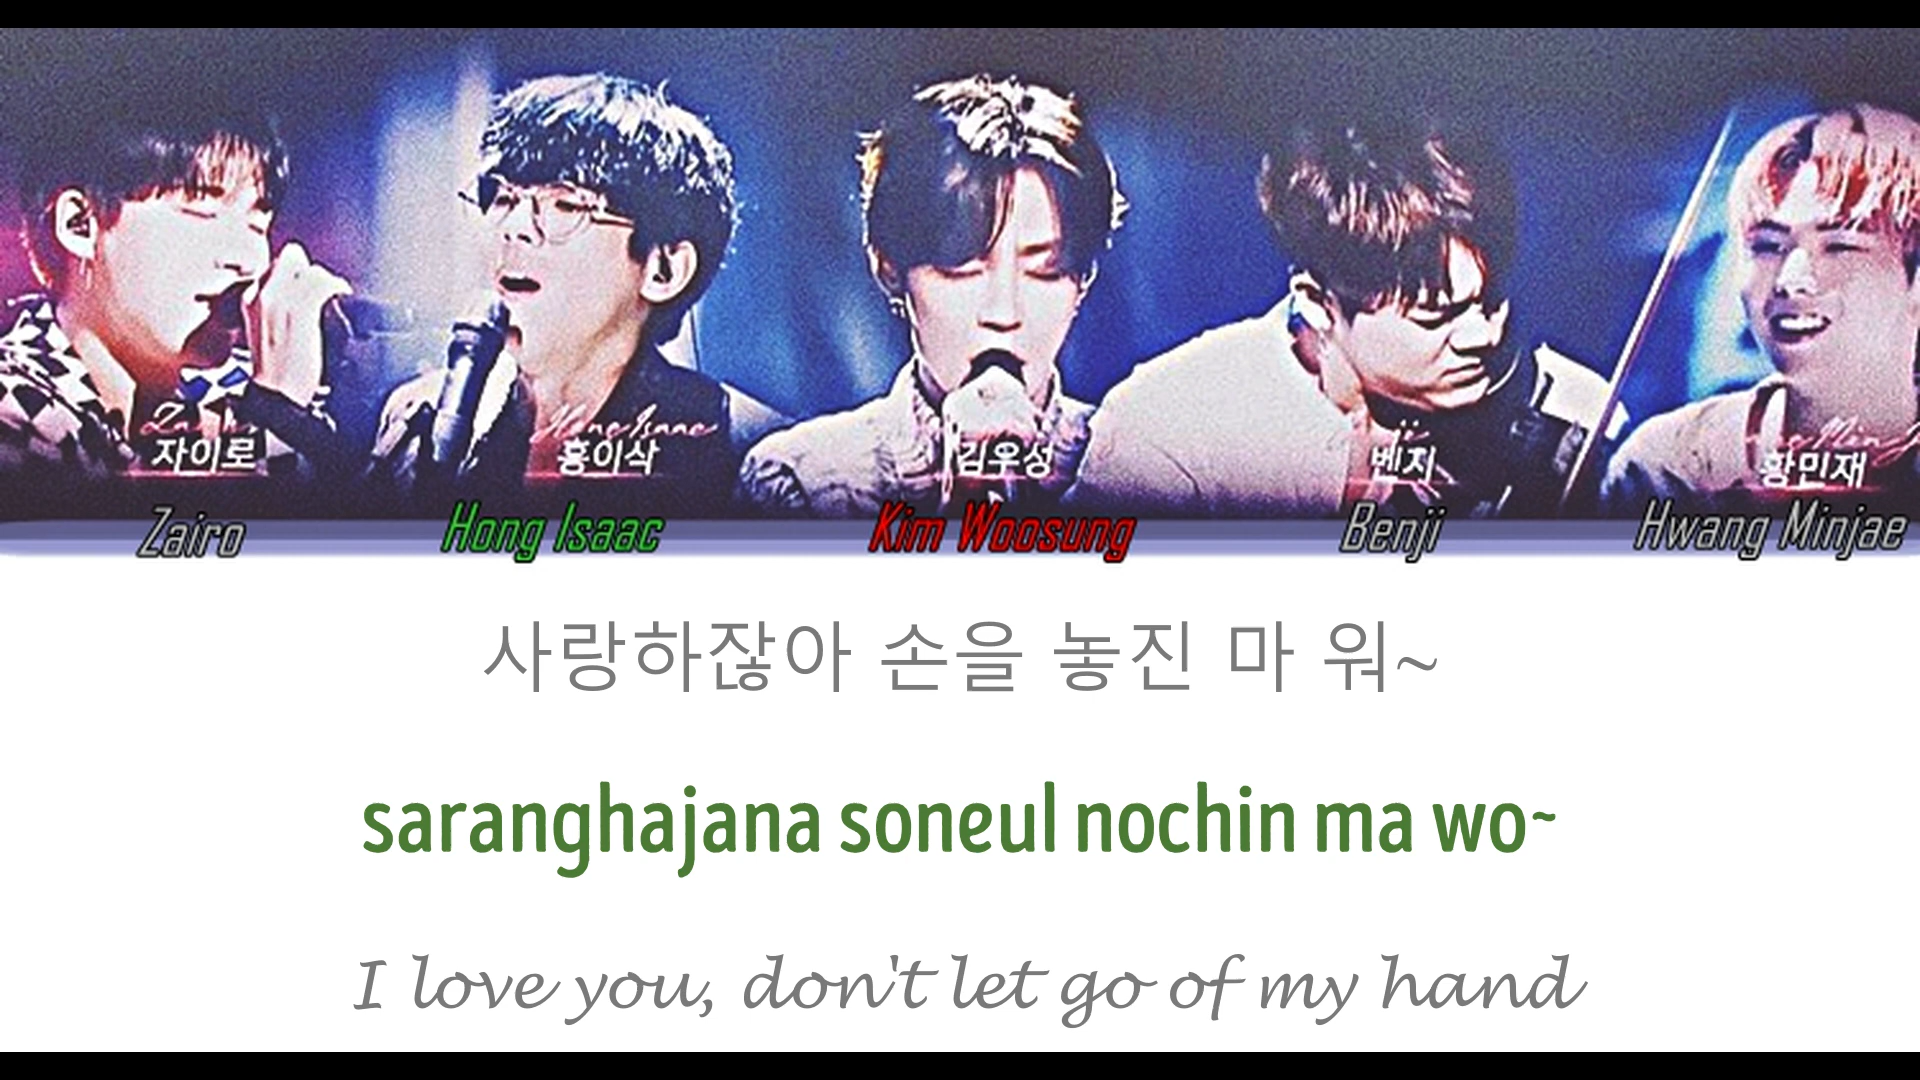 자이로 홍이삭 김우성 벤지 황민재
Zairo Hong Isaac Kim Woosung Benji Hwang Minjae
사랑하잖아 손을 놓진 마 워~
saranghajana soneul nochin ma wo~
I love you, don't let go of my hand